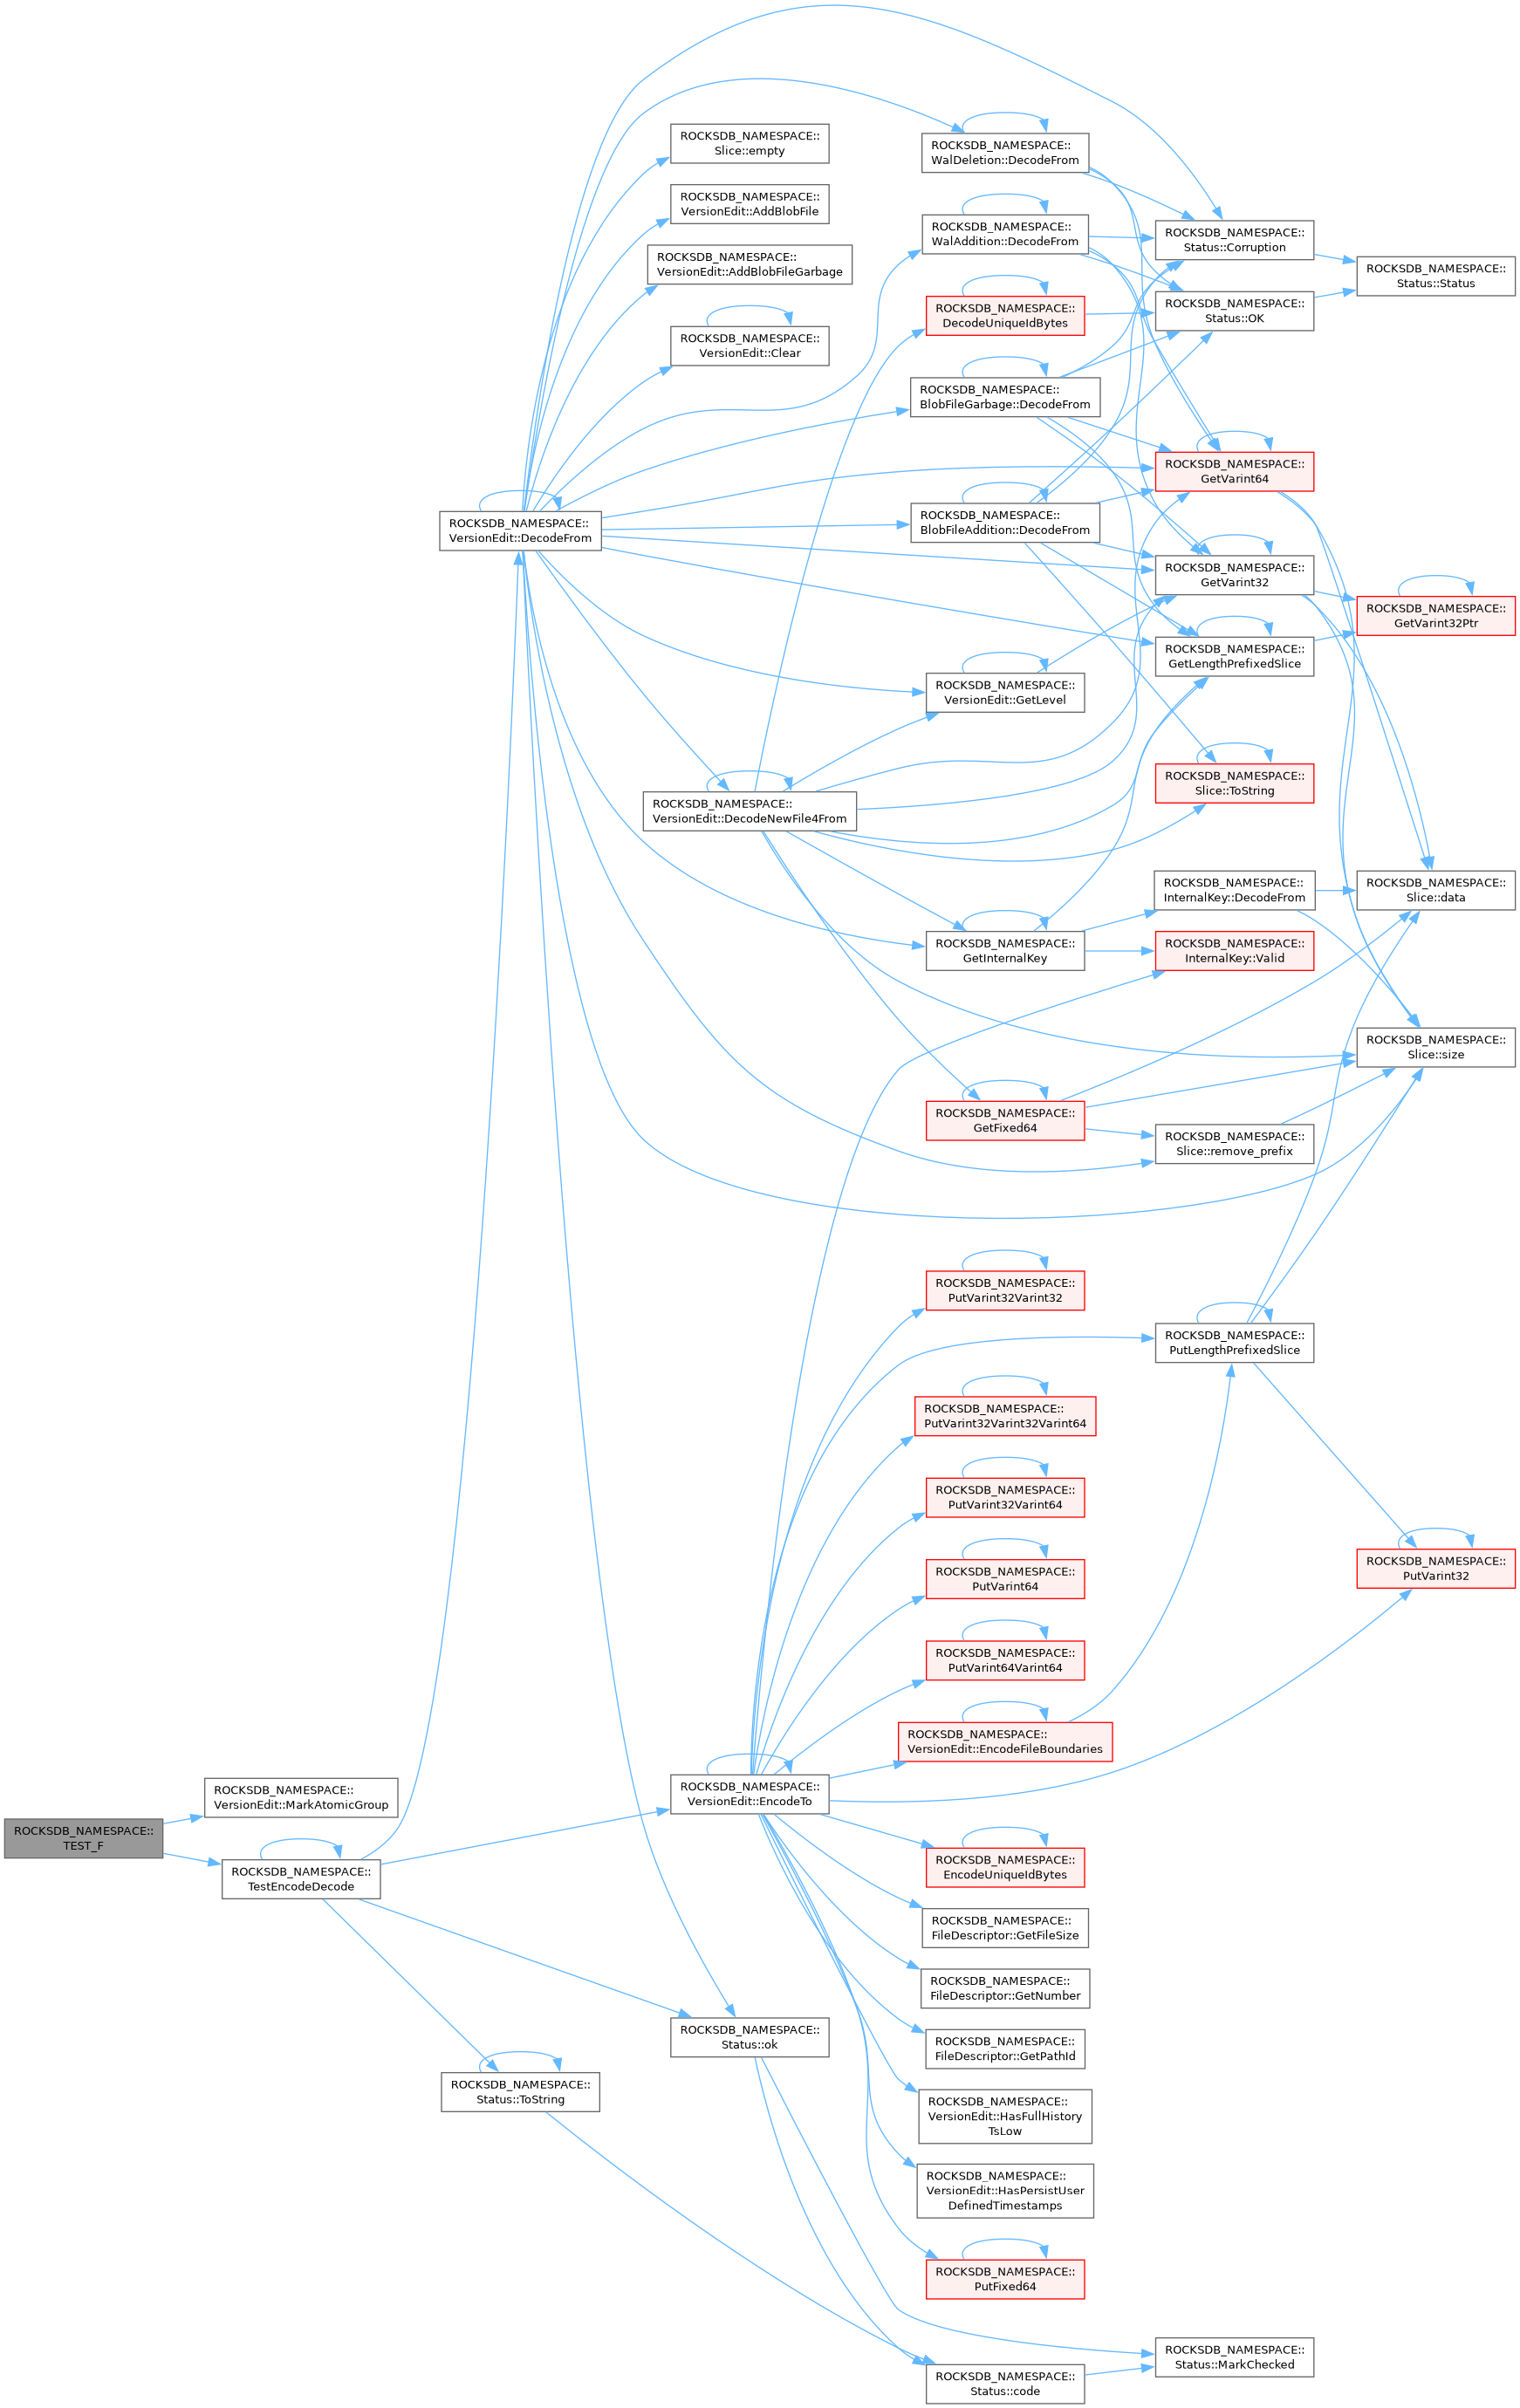 ROCKSDB_NAMESPACE::
Slice::empty
ROCKSDB_NAMESPACE::
WalDeletion::DecodeFrom
ROCKSDB_NAMESPACE::
VersionEdit::AddBlobFile
ROCKSDB_NAMESPACE::
WalAddition::DecodeFrom
ROCKSDB_NAMESPACE::
Status::Corruption
ROCKSDB_NAMESPACE::
VersionEdit::AddBlobFileGarbage
ROCKSDB_NAMESPACE::
Status::Status
ROCKSDB_NAMESPACE::
DecodeUniqueIdBytes
ROCKSDB_NAMESPACE::
Status::OK
ROCKSDB_NAMESPACE::
VersionEdit::Clear
ROCKSDB_NAMESPACE::
BlobFileGarbage::DecodeFrom
ROCKSDB_NAMESPACE::
GetVarint64
ROCKSDB_NAMESPACE::
VersionEdit::DecodeFrom
ROCKSDB_NAMESPACE::
BlobFileAddition::DecodeFrom
ROCKSDB_NAMESPACE::
GetVarint32
ROCKSDB_NAMESPACE::
GetVarint32Ptr
ROCKSDB_NAMESPACE::
GetLengthPrefixedSlice
ROCKSDB_NAMESPACE::
VersionEdit::GetLevel
ROCKSDB_NAMESPACE::
Slice::ToString
ROCKSDB_NAMESPACE::
VersionEdit::DecodeNewFile4From
ROCKSDB_NAMESPACE::
InternalKey::DecodeFrom
ROCKSDB_NAMESPACE::
Slice::data
ROCKSDB_NAMESPACE::
GetInternalKey
ROCKSDB_NAMESPACE::
InternalKey::Valid
ROCKSDB_NAMESPACE::
Slice::size
ROCKSDB_NAMESPACE::
GetFixed64
ROCKSDB_NAMESPACE::
Slice::remove_prefix
ROCKSDB_NAMESPACE::
PutVarint32Varint32
ROCKSDB_NAMESPACE::
PutLengthPrefixedSlice
ROCKSDB_NAMESPACE::
PutVarint32Varint32Varint64
ROCKSDB_NAMESPACE::
PutVarint32Varint64
ROCKSDB_NAMESPACE::
PutVarint32
ROCKSDB_NAMESPACE::
PutVarint64
ROCKSDB_NAMESPACE::
PutVarint64Varint64
ROCKSDB_NAMESPACE::
VersionEdit::EncodeFileBoundaries
ROCKSDB_NAMESPACE::
VersionEdit::MarkAtomicGroup
ROCKSDB_NAMESPACE::
VersionEdit::EncodeTo
ROCKSDB_NAMESPACE::
TEST_F
ROCKSDB_NAMESPACE::
TestEncodeDecode
ROCKSDB_NAMESPACE::
EncodeUniqueIdBytes
ROCKSDB_NAMESPACE::
FileDescriptor::GetFileSize
ROCKSDB_NAMESPACE::
FileDescriptor::GetNumber
ROCKSDB_NAMESPACE::
Status::ok
ROCKSDB_NAMESPACE::
FileDescriptor::GetPathId
ROCKSDB_NAMESPACE::
Status::ToString
ROCKSDB_NAMESPACE::
VersionEdit::HasFullHistory
TsLow
ROCKSDB_NAMESPACE::
VersionEdit::HasPersistUser
DefinedTimestamps
ROCKSDB_NAMESPACE::
PutFixed64
ROCKSDB_NAMESPACE::
Status::MarkChecked
ROCKSDB_NAMESPACE::
Status::code